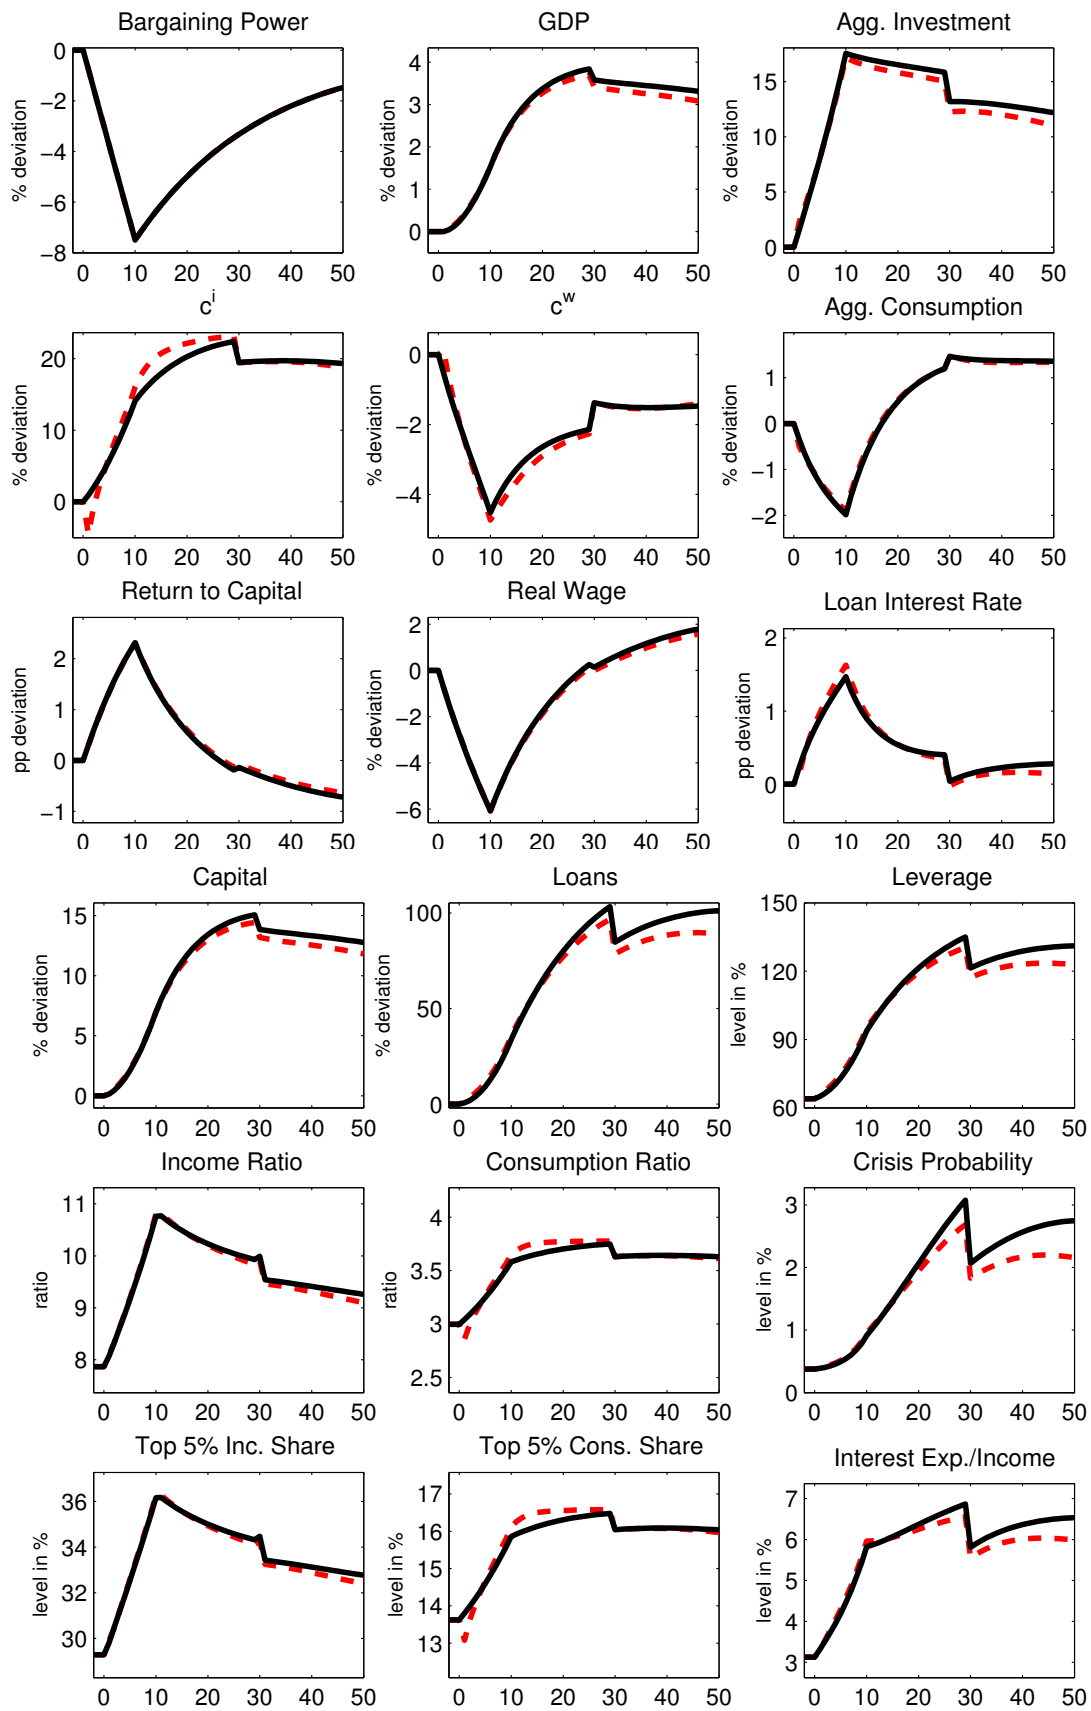 Bargaining Power GDP Agg. Investment
% deviation
0
−2
−4
−6
−8
0 10 20 30 40 50
% deviation
4
3
2
1
0
0 10 20 30 40 50
% deviation
15
10
5
0
0 10 20 30 40 50
c^i c^w Agg. Consumption
% deviation
20
10
0
0 10 20 30 40 50
% deviation
0
−2
−4
0 10 20 30 40 50
% deviation
1
0
−1
−2
0 10 20 30 40 50
Return to Capital Real Wage Loan Interest Rate
pp deviation
2
1
0
−1
0 10 20 30 40 50
% deviation
2
0
−2
−4
−6
0 10 20 30 40 50
pp deviation
2
1
0
0 10 20 30 40 50
Capital Loans Leverage
% deviation
15
10
5
0
0 10 20 30 40 50
% deviation
100
50
0
0 10 20 30 40 50
level in %
150
120
90
60
0 10 20 30 40 50
Income Ratio Consumption Ratio Crisis Probability
ratio
11
10
9
8
0 10 20 30 40 50
ratio
4
3.5
3
2.5
0 10 20 30 40 50
level in %
3
2
1
0
0 10 20 30 40 50
Top 5% Inc. Share Top 5% Cons. Share Interest Exp./Income
level in %
36
34
32
30
0 10 20 30 40 50
level in %
17
16
15
14
13
0 10 20 30 40 50
level in %
7
6
5
4
3
0 10 20 30 40 50